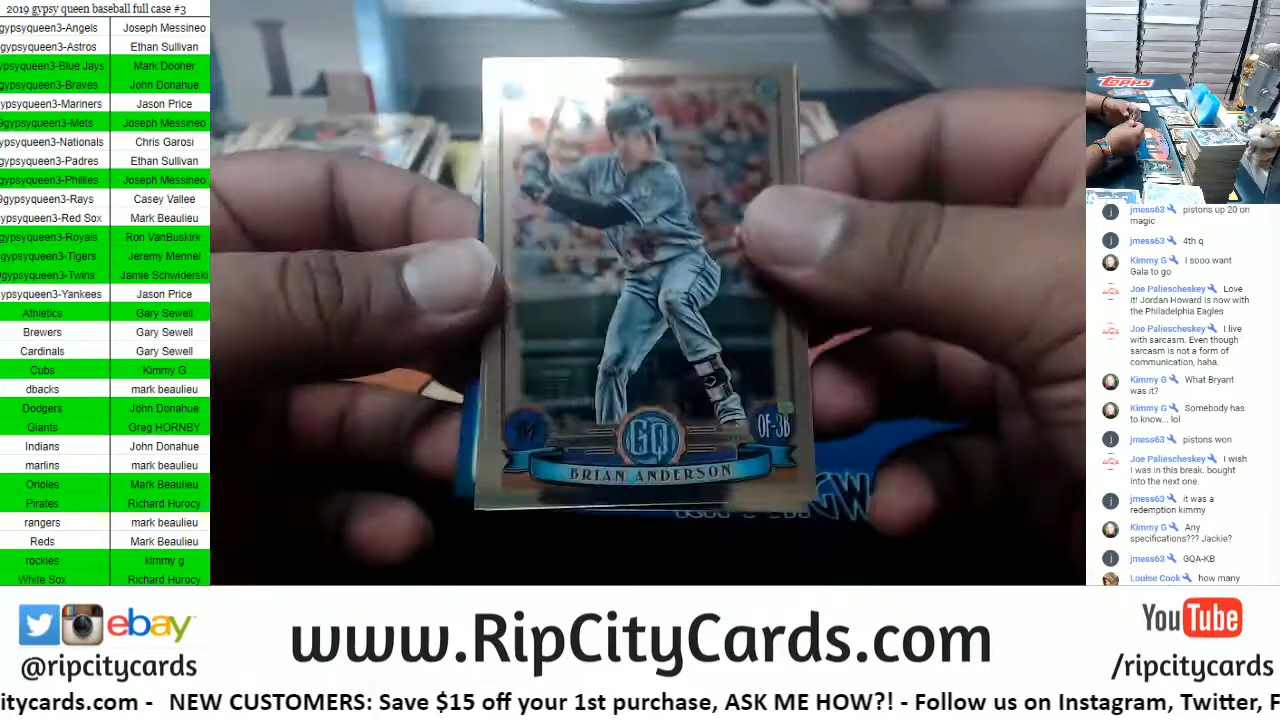 2019 gypsy queen baseball full case #3
gypsyqueen3-Angels Joseph Messineo
gypsyqueen3-Astros Ethan Sullivan
ypsyqueen3-Blue Jays Mark Dooher
gypsyqueen3-Braves John Donahue
ypsyqueen3-Mariners Jason Price
9gypsyqueen3-Mets Joseph Messineo
gypsyqueen3-Nationals Chris Garosi
gypsyqueen3-Padres Ethan Sullivan
gypsyqueen3-Phillies Joseph Messineo
9gypsyqueen3-Rays Casey Vallee
ypsyqueen3-Red Sox Mark Beaulieu
gypsyqueen3-Royals Ron VanBuskirk
gypsyqueen3-Tigers Jeremy Mennel
gypsyqueen3-Twins Jamie Schwiderski
ypsyqueen3-Yankees Jason Price
Athletics Gary Sewell
Brewers Gary Sewell
Cardinals Gary Sewell
Cubs Kimmy G
dbacks mark beaulieu
Dodgers John Donahue
Giants Greg HORNBY
Indians John Donahue
marlins mark beaulieu
Orioles Mark Beaulieu
Pirates Richard Hurocy
rangers mark beaulieu
Reds Mark Beaulieu
rockies kimmy g
White Sox Richard Hurocy
GQ
OF-3B
BRIAN ANDERSON
topps
jmess63 pistons up 20 on
magic
jmess63 4th q
Kimmy G I sooo want
Gala to go
Joe Paliescheskey Love
it! Jordan Howard is now with
the Philadelphia Eagles
Joe Paliescheskey I live
with sarcasm. Even though
sarcasm is not a form of
communication, haha.
Kimmy G What Bryant
was it?
Kimmy G Somebody has
to know... lol
jmess63 pistons won
Joe Paliescheskey I wish
I was in this break. bought
into the next one.
jmess63 it was a
redemption kimmy
Kimmy G Any
specifications??? Jackie?
jmess63 GQA-KB
Louise Cook how many
ebay
@ripcitycards
www.RipCityCards.com
YouTube
/ripcitycards
citycards.com - NEW CUSTOMERS: Save $15 off your 1st purchase, ASK ME HOW?! - Follow us on Instagram, Twitter, F